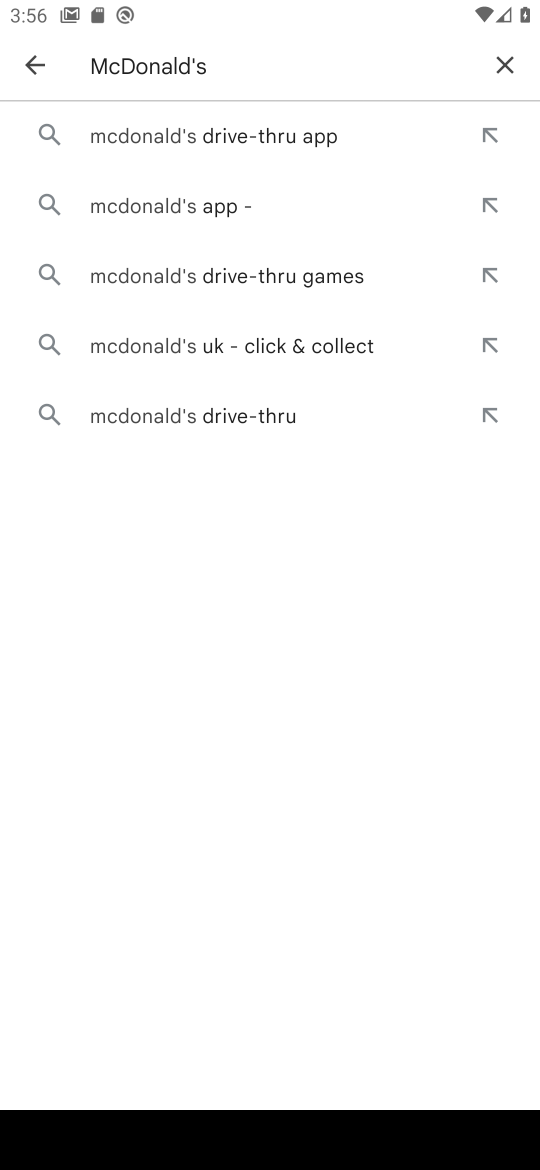 3:56
McDonald's
mcdonald's drive-thru app
mcdonald's app -
mcdonald's drive-thru games
mcdonald's uk - click & collect
mcdonald's drive-thru